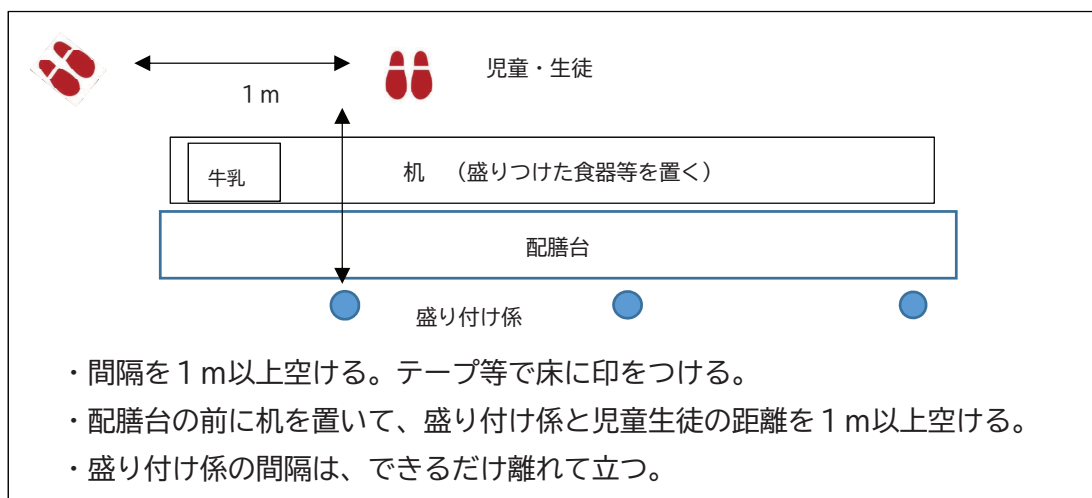 児童・生徒
１ｍ
牛乳
机　（盛りつけた食器等を置く）
配膳台
盛り付け係
・間隔を１ｍ以上空ける。テープ等で床に印をつける。
・配膳台の前に机を置いて、盛り付け係と児童生徒の距離を１ｍ以上空ける。
・盛り付け係の間隔は、できるだけ離れて立つ。